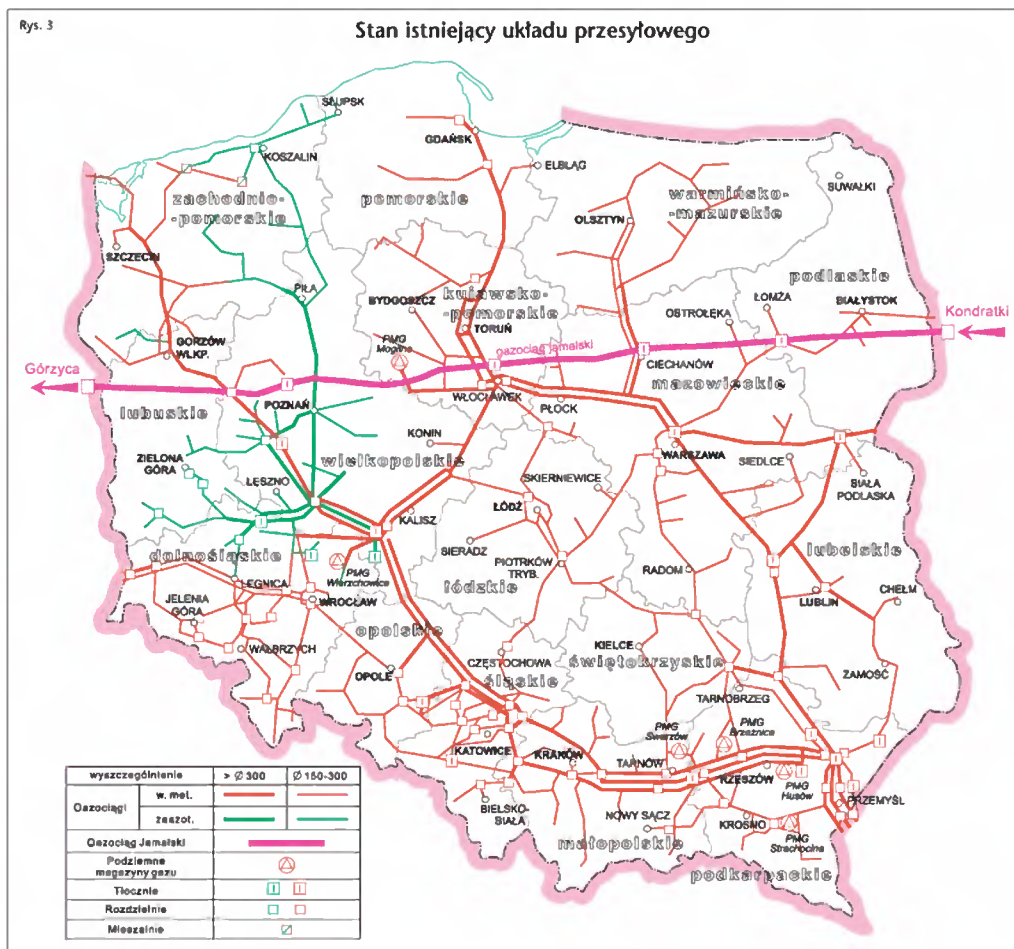 Rys. 3
Stan istniejący układu przesyłowego
SŁUPSK
KOSZALIN
GDAŃSK
ELBLĄG
SUWAŁKI
zachodnio-
-pomorskie
pomorskie
warmińsko-
-mazurskie
OLSZTYN
SZCZECIN
PIŁA
BYDGOSZCZ
kujawsko-
-pomorskie
podlaskie
ŁOMŻA
BIAŁYSTOK
OSTROŁĘKA
Kondratki
TORUŃ
PMG
Mogilno
GORZÓW
WLKP.
gazociąg jamalski
CIECHANÓW
Górzyca
mazowieckie
lubuskie
POZNAŃ
WŁOCŁAWEK
PŁOCK
KONIN
WARSZAWA
ZIELONA
GÓRA
wielkopolskie
SKIERNIEWICE
SIEDLCE
BIAŁA
PODLASKA
LESZNO
KALISZ
ŁÓDŹ
SIERADZ
PIOTRKÓW
TRYB.
dolnośląskie
PMG
Wierzchowice
łódzkie
RADOM
lubelskie
LEGNICA
JELENIA
GÓRA
WROCŁAW
LUBLIN
CHEŁM
WAŁBRZYCH
opolskie
KIELCE
CZĘSTOCHOWA
świętokrzyskie
OPOLE
śląskie
ZAMOŚĆ
TARNOBRZEG
PMG
Swarzów
PMG
Brzeźnica
KATOWICE
KRAKÓW
TARNÓW
RZESZÓW
PMG
Husów
PRZEMYŚL
BIELSKO-
BIAŁA
NOWY SĄCZ
KROSNO
PMG
Strachocina
małopolskie
podkarpackie
wyszczególnienie > Ø 300 Ø 150-300
Gazociągi w. met.
zaazot.
Gazociąg Jamalski
Podziemne
magazyny gazu
Tłocznie
Rozdzielnie
Mieszalnie